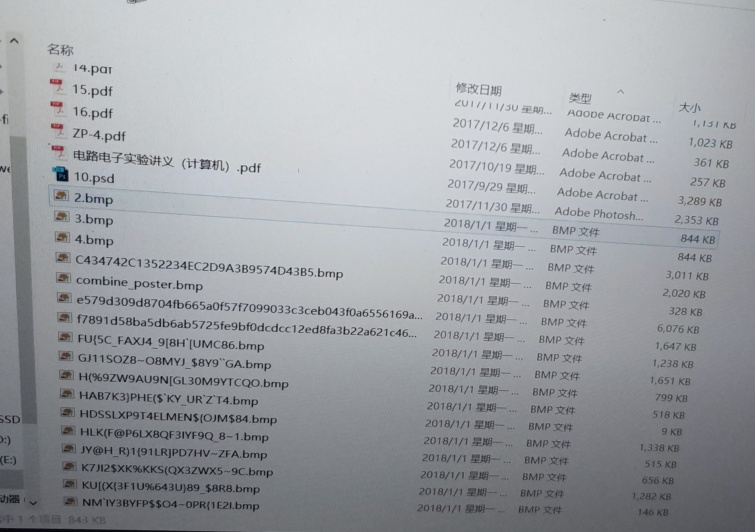 名称 修改日期 类型 大小
14.pdf 2017/11/30 星期... Adobe Acrobat ... 1,131 KB
15.pdf 2017/12/6 星期... Adobe Acrobat ... 1,023 KB
16.pdf 2017/12/6 星期... Adobe Acrobat ... 361 KB
ZP-4.pdf 2017/10/19 星期... Adobe Acrobat ... 257 KB
电路电子实验讲义（计算机）.pdf 2017/9/29 星期... Adobe Acrobat ... 3,289 KB
10.psd 2017/11/30 星期... Adobe Photosh... 2,353 KB
2.bmp 2018/1/1 星期一 ... BMP 文件 844 KB
3.bmp 2018/1/1 星期一 ... BMP 文件 844 KB
4.bmp 2018/1/1 星期一 ... BMP 文件 3,011 KB
C434742C1352234EC2D9A3B9574D43B5.bmp 2018/1/1 星期一 ... BMP 文件 2,020 KB
combine_poster.bmp 2018/1/1 星期一 ... BMP 文件 328 KB
e579d309d8704fb665a0f57f7099033c3ceb043f0a6556169a... 2018/1/1 星期一 ... BMP 文件 6,076 KB
f7891d58ba5db6ab5725fe9bf0dcdcc12ed8fa3b22a621c46... 2018/1/1 星期一 ... BMP 文件 1,647 KB
FU{5C_FAXJ4_9[8H`[UMC86.bmp 2018/1/1 星期一 ... BMP 文件 1,238 KB
GJ11SOZ8~O8MYJ_$8Y9``GA.bmp 2018/1/1 星期一 ... BMP 文件 1,651 KB
H(%9ZW9AU9N[GL30M9YTCQO.bmp 2018/1/1 星期一 ... BMP 文件 799 KB
HAB7K3}PHE($`KY_UR`Z`T4.bmp 2018/1/1 星期一 ... BMP 文件 518 KB
HDSSLXP9T4ELMEN${OJM$84.bmp 2018/1/1 星期一 ... BMP 文件 9 KB
HLK(F@P6LX8QF3IYF9Q_8~1.bmp 2018/1/1 星期一 ... BMP 文件 1,338 KB
JY@H_R)1{91LR]PD7HV~ZFA.bmp 2018/1/1 星期一 ... BMP 文件 515 KB
K7JI2$XK%KKS{QX3ZWX5~9C.bmp 2018/1/1 星期一 ... BMP 文件 656 KB
KU[(X{3F1U%643U}89_$8R8.bmp 2018/1/1 星期一 ... BMP 文件 1,282 KB
NM`IY3BYFP$$O4~0PR{1E2I.bmp 2018/1/1 星期一 ... BMP 文件 146 KB
SSD
(E:)
动器
中 1 个项目 843 KB